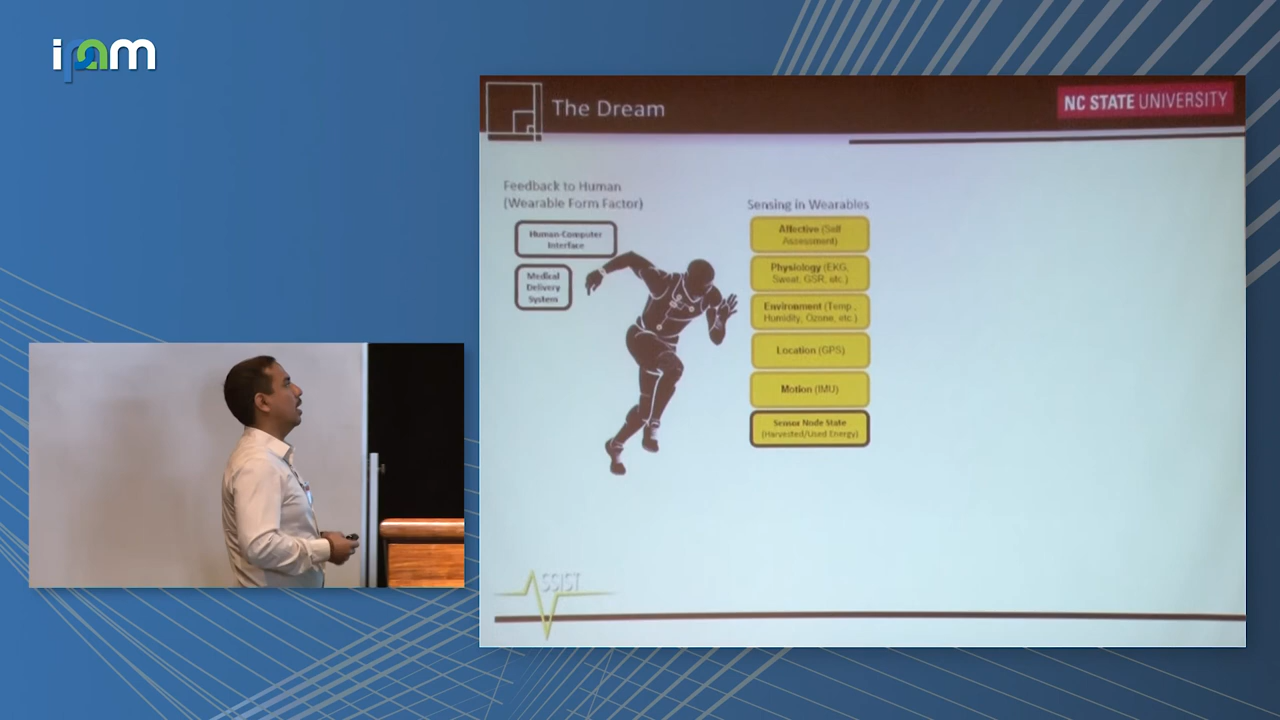 ipam
The Dream
NC STATE UNIVERSITY
Feedback to Human
(Wearable Form Factor)
Human-Computer
Interface
Medical
Delivery
System
Sensing in Wearables
Affective (Self
Assessment)
Physiology (EKG,
Sweat, GSR, etc.)
Environment (Temp.,
Humidity, Ozone, etc.)
Location (GPS)
Motion (IMU)
Sensor Node State
(Harvested/Used Energy)
ASSIST